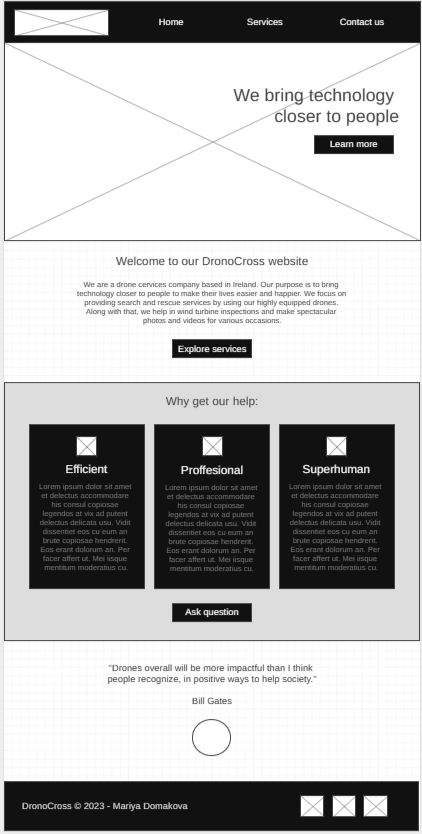 Home Services Contact us
We bring technology
closer to people
Learn more
Welcome to our DronoCross website
We are a drone cervices company based in Ireland. Our purpose is to bring
technology closer to people to make their lives easier and happier. We focus on
providing search and rescue services by using our highly equipped drones.
Along with that, we help in wind turbine inspections and make spectacular
photos and videos for various occasions.
Explore services
Why get our help:
Efficient
Lorem ipsum dolor sit amet
et delectus accommodare
his consul copiosae
legendos at vix ad putent
delectus delicata usu. Vidit
dissentiet eos cu eum an
brute copiosae hendrerit.
Eos erant dolorum an. Per
facer affert ut. Mei iisque
mentitum moderatius cu.
Proffesional
Lorem ipsum dolor sit amet
et delectus accommodare
his consul copiosae
legendos at vix ad putent
delectus delicata usu. Vidit
dissentiet eos cu eum an
brute copiosae hendrerit.
Eos erant dolorum an. Per
facer affert ut. Mei iisque
mentitum moderatius cu.
Superhuman
Lorem ipsum dolor sit amet
et delectus accommodare
his consul copiosae
legendos at vix ad putent
delectus delicata usu. Vidit
dissentiet eos cu eum an
brute copiosae hendrerit.
Eos erant dolorum an. Per
facer affert ut. Mei iisque
mentitum moderatius cu.
Ask question
"Drones overall will be more impactful than I think
people recognize, in positive ways to help society."
Bill Gates
DronoCross © 2023 - Mariya Domakova